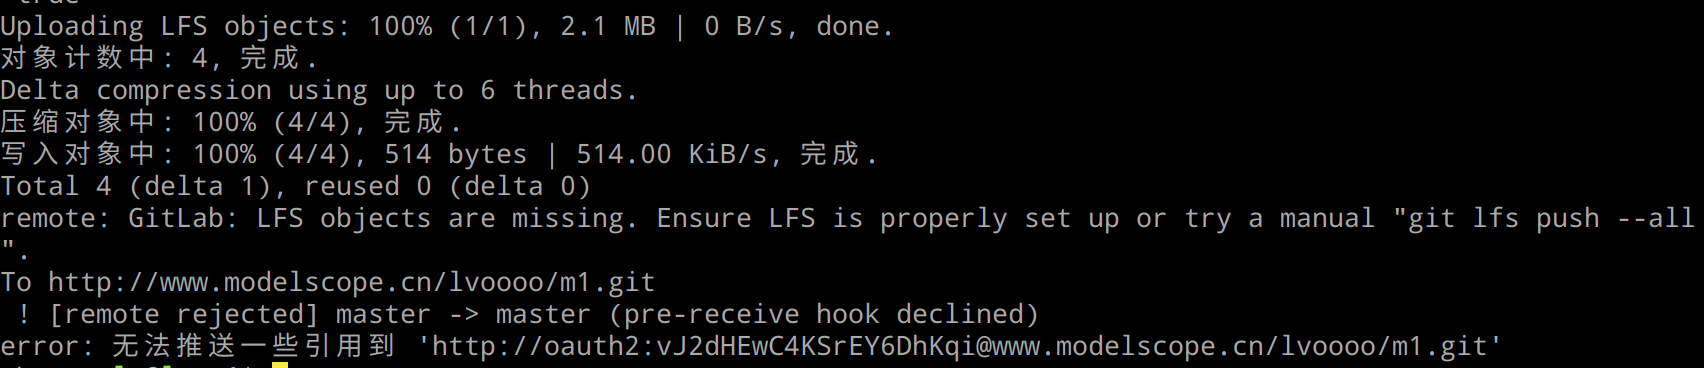 true
Uploading LFS objects: 100% (1/1), 2.1 MB | 0 B/s, done.
对象计数中: 4, 完成.
Delta compression using up to 6 threads.
压缩对象中: 100% (4/4), 完成.
写入对象中: 100% (4/4), 514 bytes | 514.00 KiB/s, 完成.
Total 4 (delta 1), reused 0 (delta 0)
remote: GitLab: LFS objects are missing. Ensure LFS is properly set up or try a manual "git lfs push --all
".
To http://www.modelscope.cn/lvoooo/m1.git
! [remote rejected] master -> master (pre-receive hook declined)
error: 无法推送一些引用到 'http://oauth2:vJ2dHEwC4KSrEY6DhKqi@www.modelscope.cn/lvoooo/m1.git'